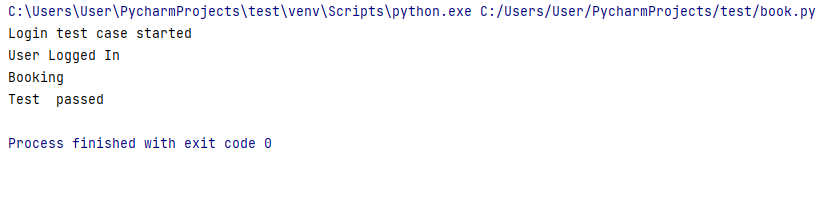 C:\Users\User\PycharmProjects\test\venv\Scripts\python.exe C:/Users/User/PycharmProjects/test/book.py
Login test case started
User Logged In
Booking
Test  passed
Process finished with exit code 0